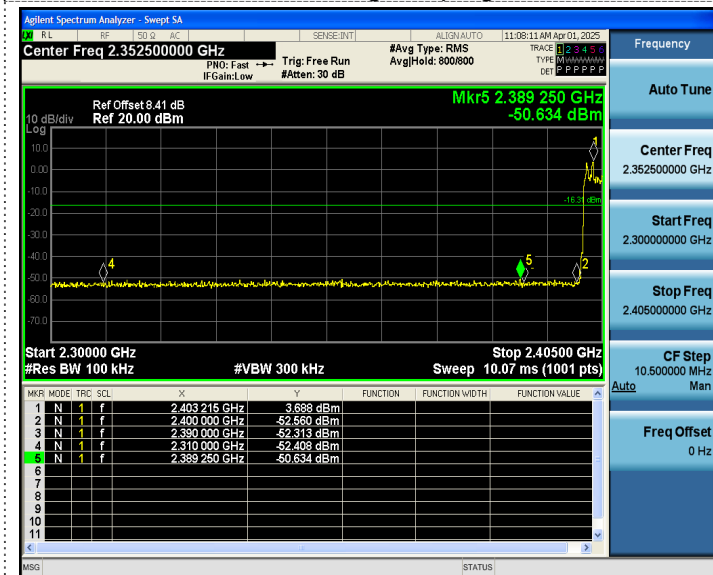 Agilent Spectrum Analyzer - Swept SA
RL RF 50 Ω AC SENSE:INT ALIGN AUTO 11:08:11 AM Apr 01, 2025
Center Freq 2.352500000 GHz
#Avg Type: RMS
TRACE 1 2 3 4 5 6
PNO: Fast
Trig: Free Run
Avg|Hold: 800/800
TYPE M
IFGain:Low
#Atten: 30 dB
DET P P P P P P
Mkr5 2.389 250 GHz
-50.634 dBm
Ref Offset 8.41 dB
10 dB/div Ref 20.00 dBm
Log
10.0
0.00
-10.0
-20.0
-30.0
-40.0
-50.0
-60.0
-70.0
1
4
5
2
Start 2.30000 GHz Stop 2.40500 GHz
#Res BW 100 kHz #VBW 300 kHz Sweep 10.07 ms (1001 pts)
MKR MODE TRC SCL X Y FUNCTION FUNCTION WIDTH FUNCTION VALUE
1 N 1 f 2.403 215 GHz 3.688 dBm
2 N 1 f 2.400 000 GHz -52.560 dBm
3 N 1 f 2.390 000 GHz -52.313 dBm
4 N 1 f 2.310 000 GHz -52.408 dBm
5 N 1 f 2.389 250 GHz -50.634 dBm
6
7
8
9
10
11
MSG STATUS
Frequency
Auto Tune
Center Freq
2.352500000 GHz
Start Freq
2.300000000 GHz
Stop Freq
2.405000000 GHz
CF Step
10.500000 MHz
Auto Man
Freq Offset
0 Hz